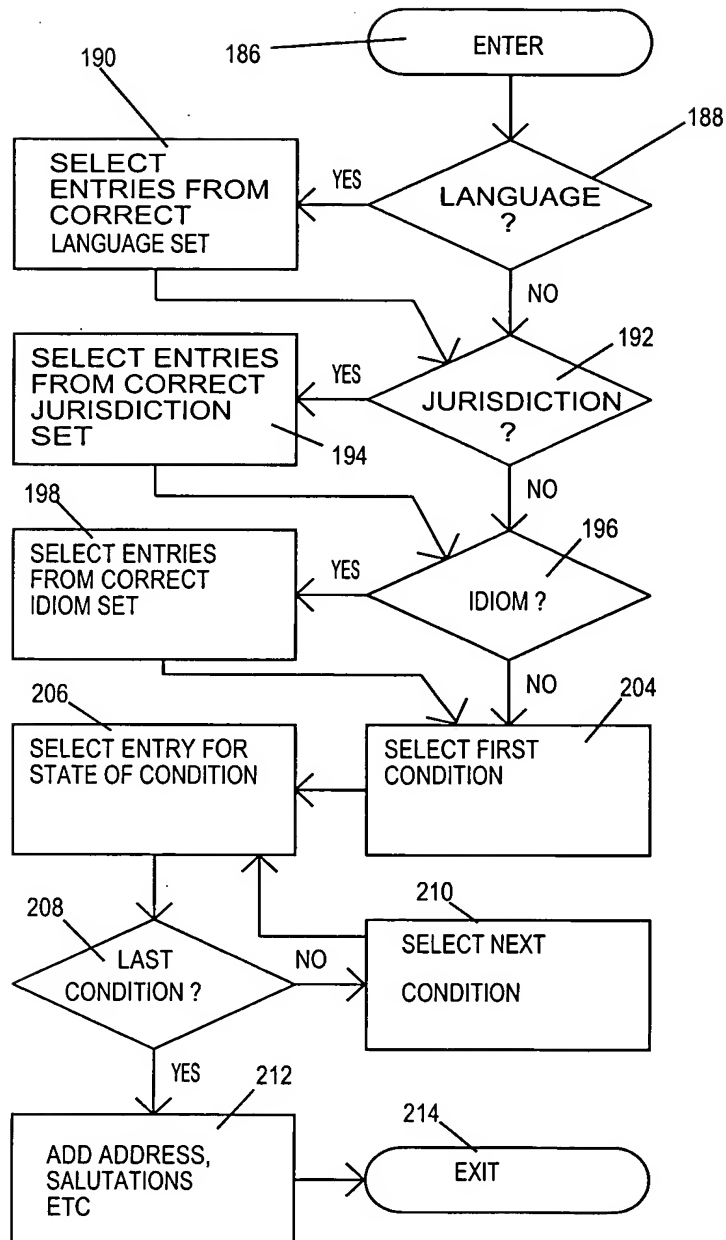 186
ENTER
190
188
SELECT
ENTRIES FROM
CORRECT
LANGUAGE SET
YES
LANGUAGE
?
NO
192
SELECT ENTRIES
FROM CORRECT
JURISDICTION
SET
YES
JURISDICTION
?
194
NO
198
196
SELECT ENTRIES
FROM CORRECT
IDIOM SET
YES
IDIOM ?
NO
206
204
SELECT ENTRY FOR
STATE OF CONDITION
SELECT FIRST
CONDITION
208
210
LAST
CONDITION ?
NO
SELECT NEXT
CONDITION
YES
212
214
ADD ADDRESS,
SALUTATIONS
ETC
EXIT